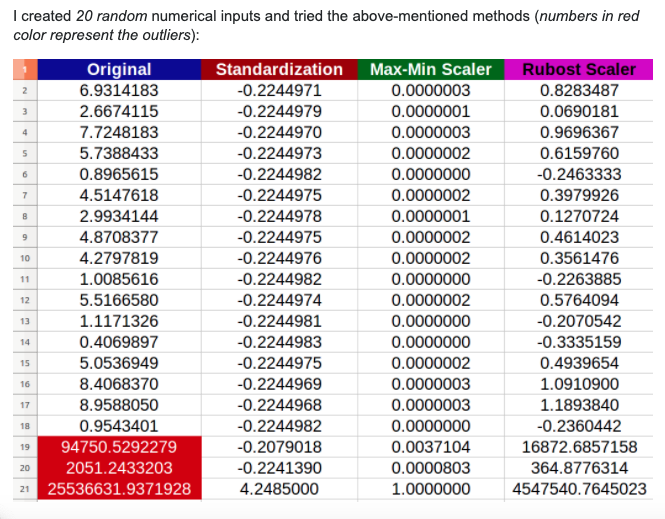 I created 20 random numerical inputs and tried the above-mentioned methods (numbers in red
color represent the outliers):
1 Original Standardization Max-Min Scaler Rubost Scaler
2 6.9314183 -0.2244971 0.0000003 0.8283487
3 2.6674115 -0.2244979 0.0000001 0.0690181
4 7.7248183 -0.2244970 0.0000003 0.9696367
5 5.7388433 -0.2244973 0.0000002 0.6159760
6 0.8965615 -0.2244982 0.0000000 -0.2463333
7 4.5147618 -0.2244975 0.0000002 0.3979926
8 2.9934144 -0.2244978 0.0000001 0.1270724
9 4.8708377 -0.2244975 0.0000002 0.4614023
10 4.2797819 -0.2244976 0.0000002 0.3561476
11 1.0085616 -0.2244982 0.0000000 -0.2263885
12 5.5166580 -0.2244974 0.0000002 0.5764094
13 1.1171326 -0.2244981 0.0000000 -0.2070542
14 0.4069897 -0.2244983 0.0000000 -0.3335159
15 5.0536949 -0.2244975 0.0000002 0.4939654
16 8.4068370 -0.2244969 0.0000003 1.0910900
17 8.9588050 -0.2244968 0.0000003 1.1893840
18 0.9543401 -0.2244982 0.0000000 -0.2360442
19 94750.5292279 -0.2079018 0.0037104 16872.6857158
20 2051.2433203 -0.2241390 0.0000803 364.8776314
21 25536631.9371928 4.2485000 1.0000000 4547540.7645023